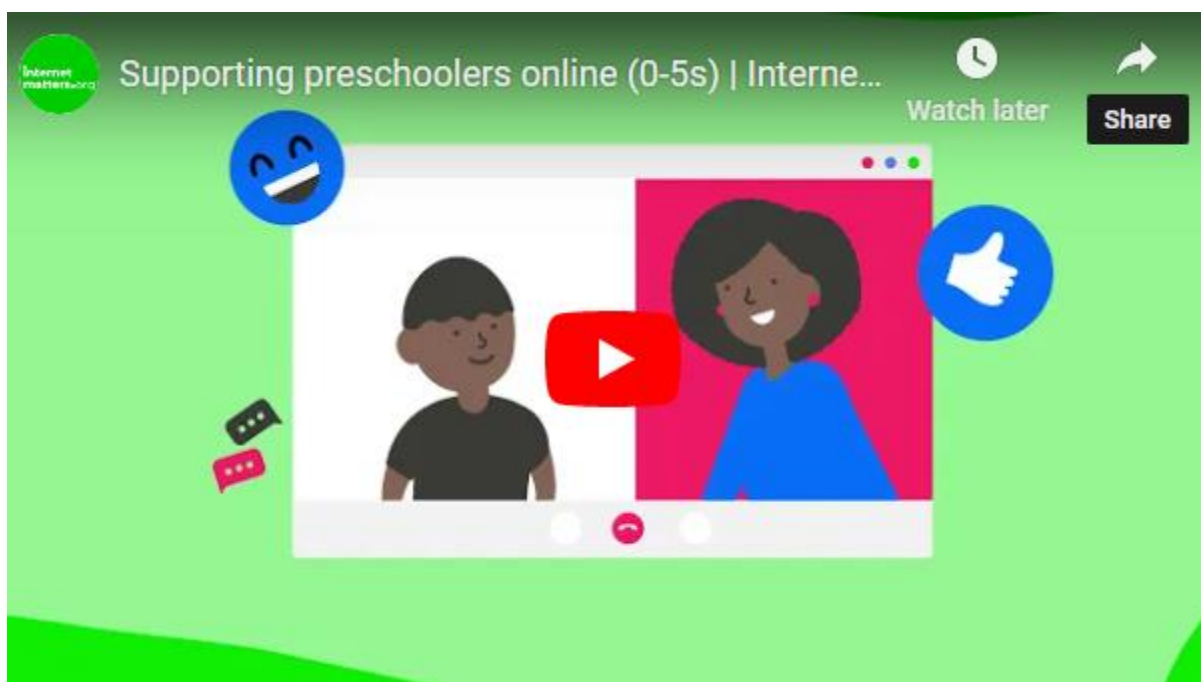 Internet
matters.org
Supporting preschoolers online (0-5s) | Interne...
Watch later
Share